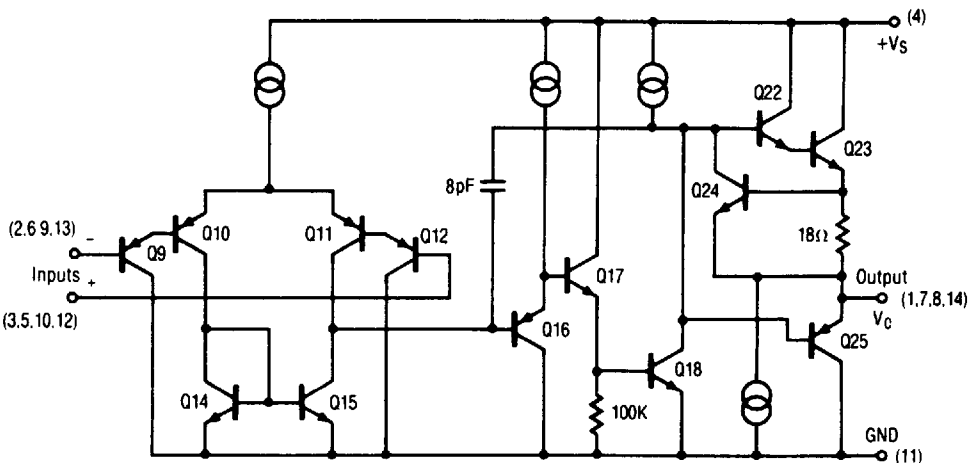 (4)
+VS
Q22
Q23
8pF
Q24
(2.6 9.13)
−
Q9
Q10
Q11
Q12
18Ω
Inputs
+
Q17
Output
(3,5.10.12)
(1,7,8,14)
Q16
VO
Q25
Q18
Q14
Q15
100K
GND
(11)